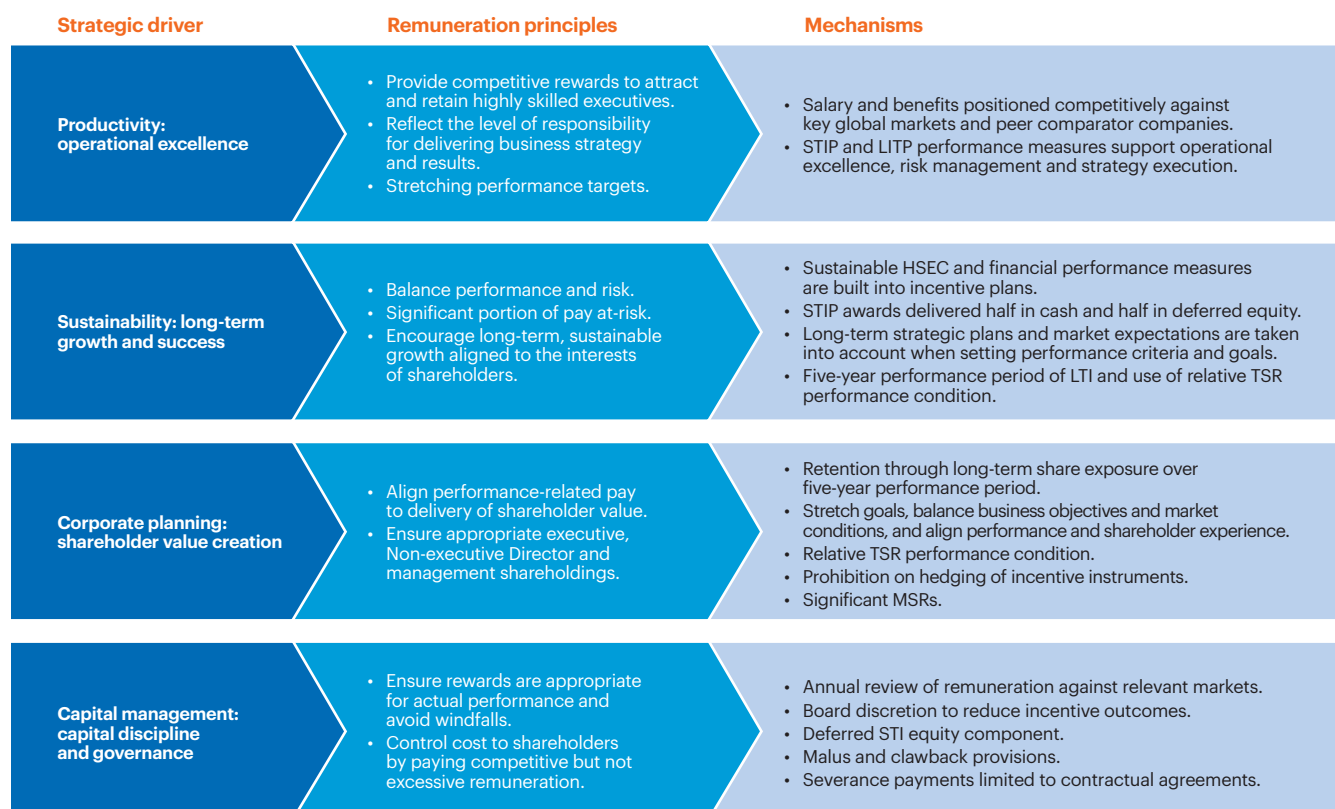 Strategic driver
Remuneration principles
Mechanisms
Productivity:
operational excellence
• Provide competitive rewards to attract
and retain highly skilled executives.
• Reflect the level of responsibility
for delivering business strategy
and results.
• Stretching performance targets.
• Salary and benefits positioned competitively against
key global markets and peer comparator companies.
• STIP and LITP performance measures support operational
excellence, risk management and strategy execution.
Sustainability: long-term
growth and success
• Balance performance and risk.
• Significant portion of pay at-risk.
• Encourage long-term, sustainable
growth aligned to the interests
of shareholders.
• Sustainable HSEC and financial performance measures
are built into incentive plans.
• STIP awards delivered half in cash and half in deferred equity.
• Long-term strategic plans and market expectations are taken
into account when setting performance criteria and goals.
• Five-year performance period of LTI and use of relative TSR
performance condition.
Corporate planning:
shareholder value creation
• Align performance-related pay
to delivery of shareholder value.
• Ensure appropriate executive,
Non-executive Director and
management shareholdings.
• Retention through long-term share exposure over
five-year performance period.
• Stretch goals, balance business objectives and market
conditions, and align performance and shareholder experience.
• Relative TSR performance condition.
• Prohibition on hedging of incentive instruments.
• Significant MSRs.
Capital management:
capital discipline
and governance
• Ensure rewards are appropriate
for actual performance and
avoid windfalls.
• Control cost to shareholders
by paying competitive but not
excessive remuneration.
• Annual review of remuneration against relevant markets.
• Board discretion to reduce incentive outcomes.
• Deferred STI equity component.
• Malus and clawback provisions.
• Severance payments limited to contractual agreements.